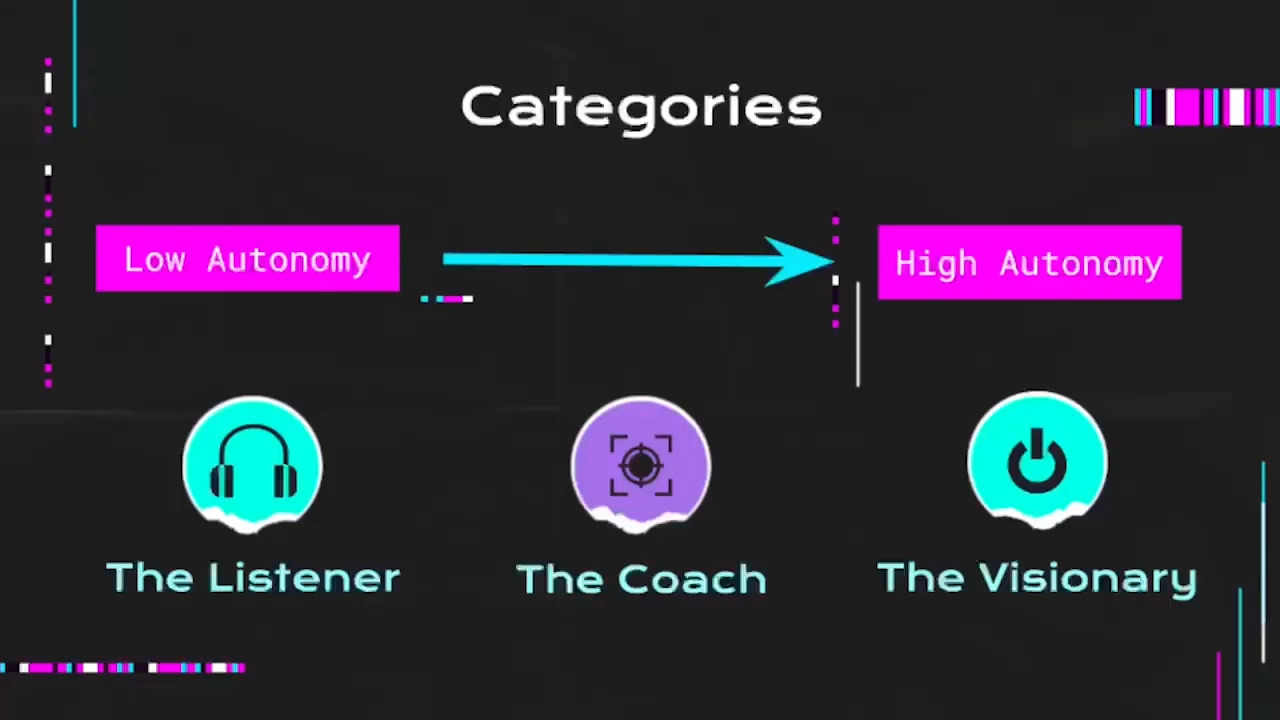 Categories
Low Autonomy
High Autonomy
The Listener
The Coach
The Visionary